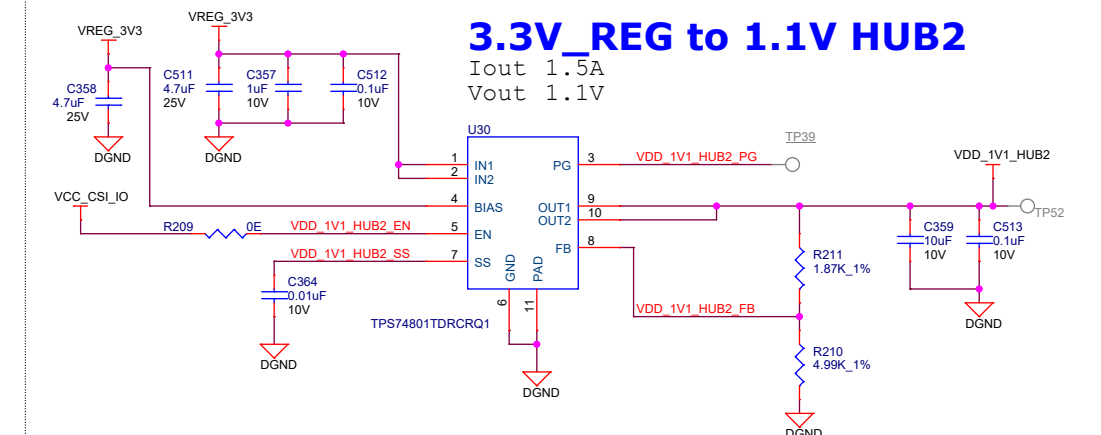 3.3V_REG to 1.1V HUB2
Iout 1.5A
Vout 1.1V
VREG_3V3
VREG_3V3
C358
4.7uF
25V
DGND
C511
4.7uF
25V
C357
1uF
10V
C512
0.1uF
10V
DGND
U30
1
IN1
2
IN2
4
BIAS
5
EN
7
SS
PG
3
OUT1
9
OUT2
10
FB
8
GND
6
PAD
11
TPS74801TDRCRQ1
DGND
VCC_CSI_IO
R209
0E
VDD_1V1_HUB2_EN
VDD_1V1_HUB2_SS
C364
0.01uF
10V
DGND
VDD_1V1_HUB2_PG
TP39
VDD_1V1_HUB2
TP52
R211
1.87K_1%
VDD_1V1_HUB2_FB
R210
4.99K_1%
DGND
C359
10uF
10V
C513
0.1uF
10V
DGND